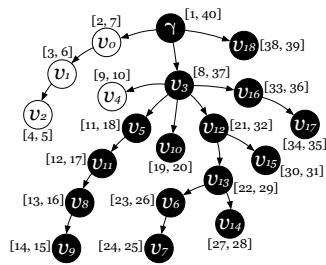 [2, 7] γ [1, 40]
v₀ v₁₈ [38, 39]
[3, 6]
v₁ [9, 10] [8, 37]
v₃ [33, 36]
v₄ v₁₆
v₂ [11, 18]
[4, 5] v₅ v₁₂ [21, 32] v₁₇
[12, 17] v₁₀ [34, 35]
v₁₁ [19, 20] v₁₅
[13, 16] v₁₃ [22, 29] [30, 31]
v₈ [23, 26] v₆
v₁₄
[14, 15] v₉ [24, 25] v₇ [27, 28]